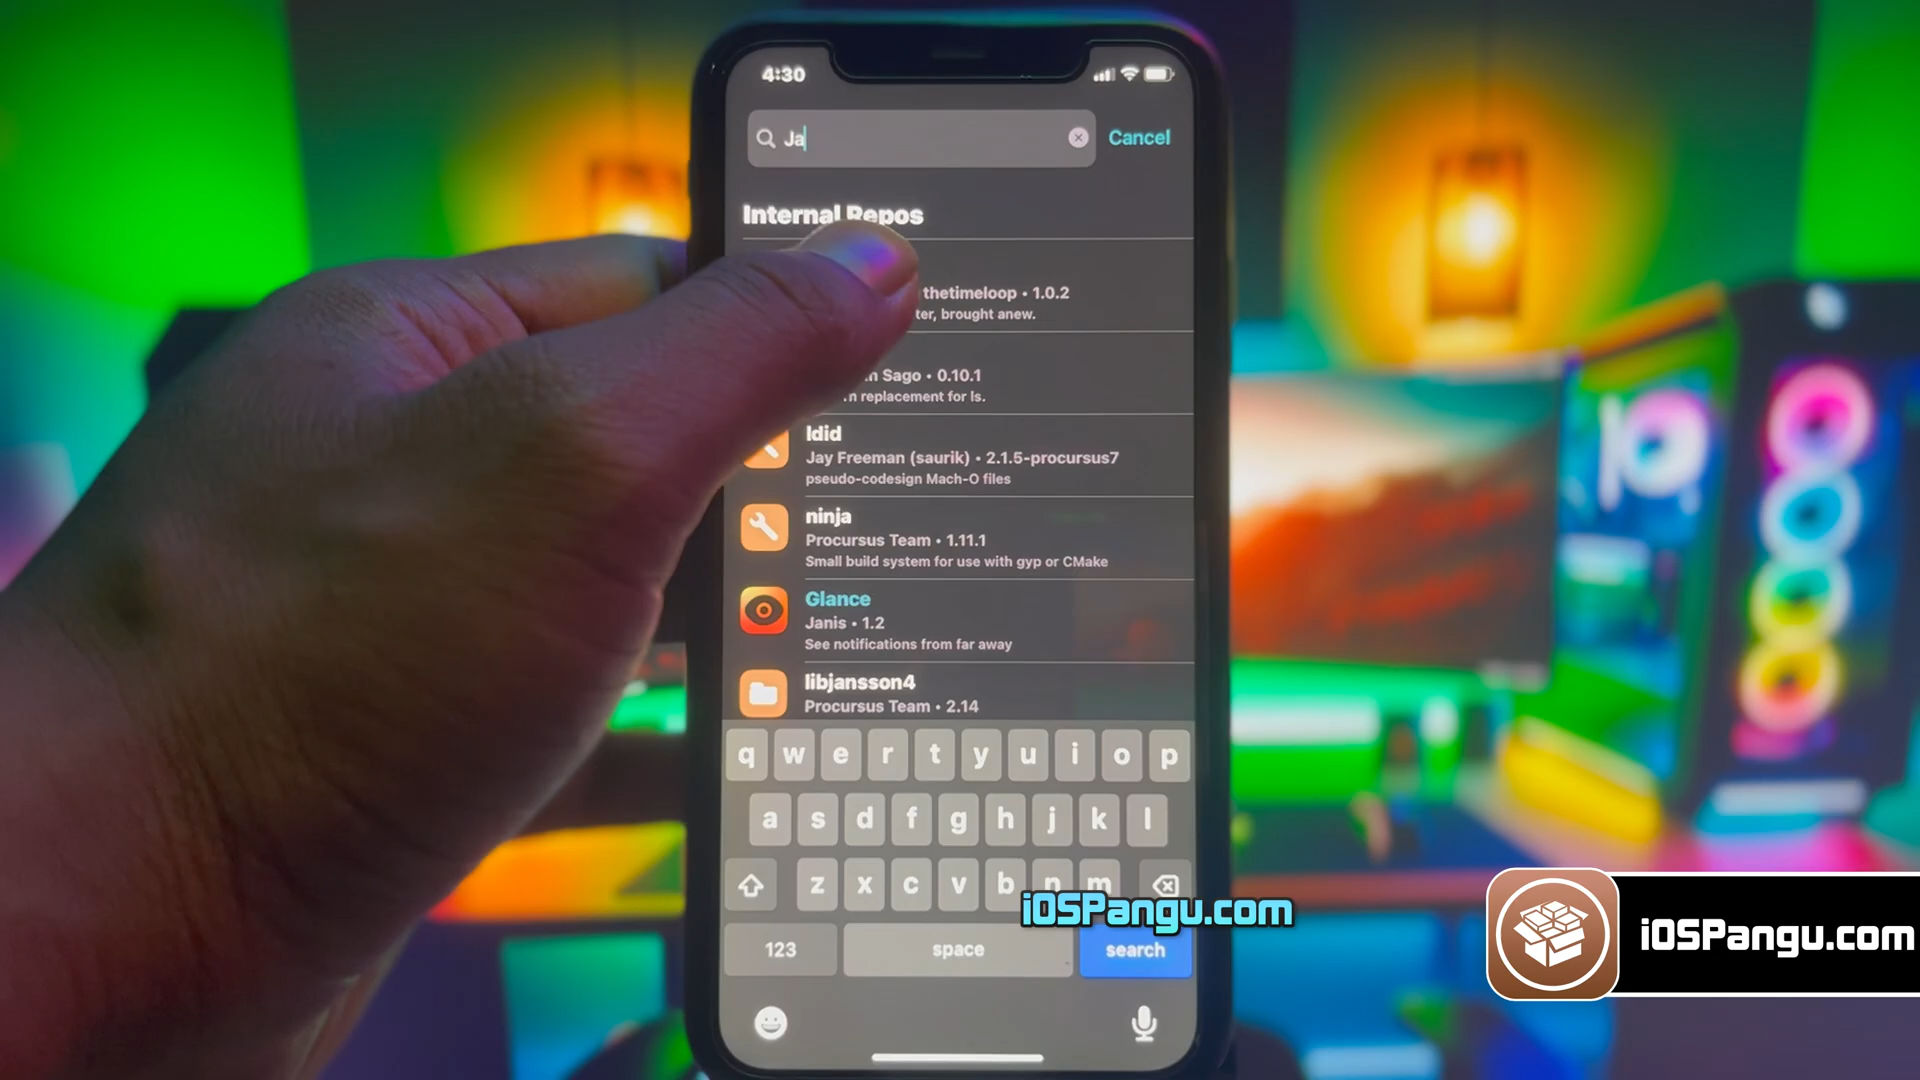 4:30
Ja
Cancel
Internal Repos
thetimeloop • 1.0.2
brought anew.
Sago • 0.10.1
replacement for ls.
ldid
Jay Freeman (saurik) • 2.1.5-procursus7
pseudo-codesign Mach-O files
ninja
Procursus Team • 1.11.1
Small build system for use with gyp or CMake
Glance
Janis • 1.2
See notifications from far away
libjansson4
Procursus Team • 2.14
q w e r t y u i o p
a s d f g h j k l
z x c v b n m
iOSPangu.com
123
space
search
iOSPangu.com